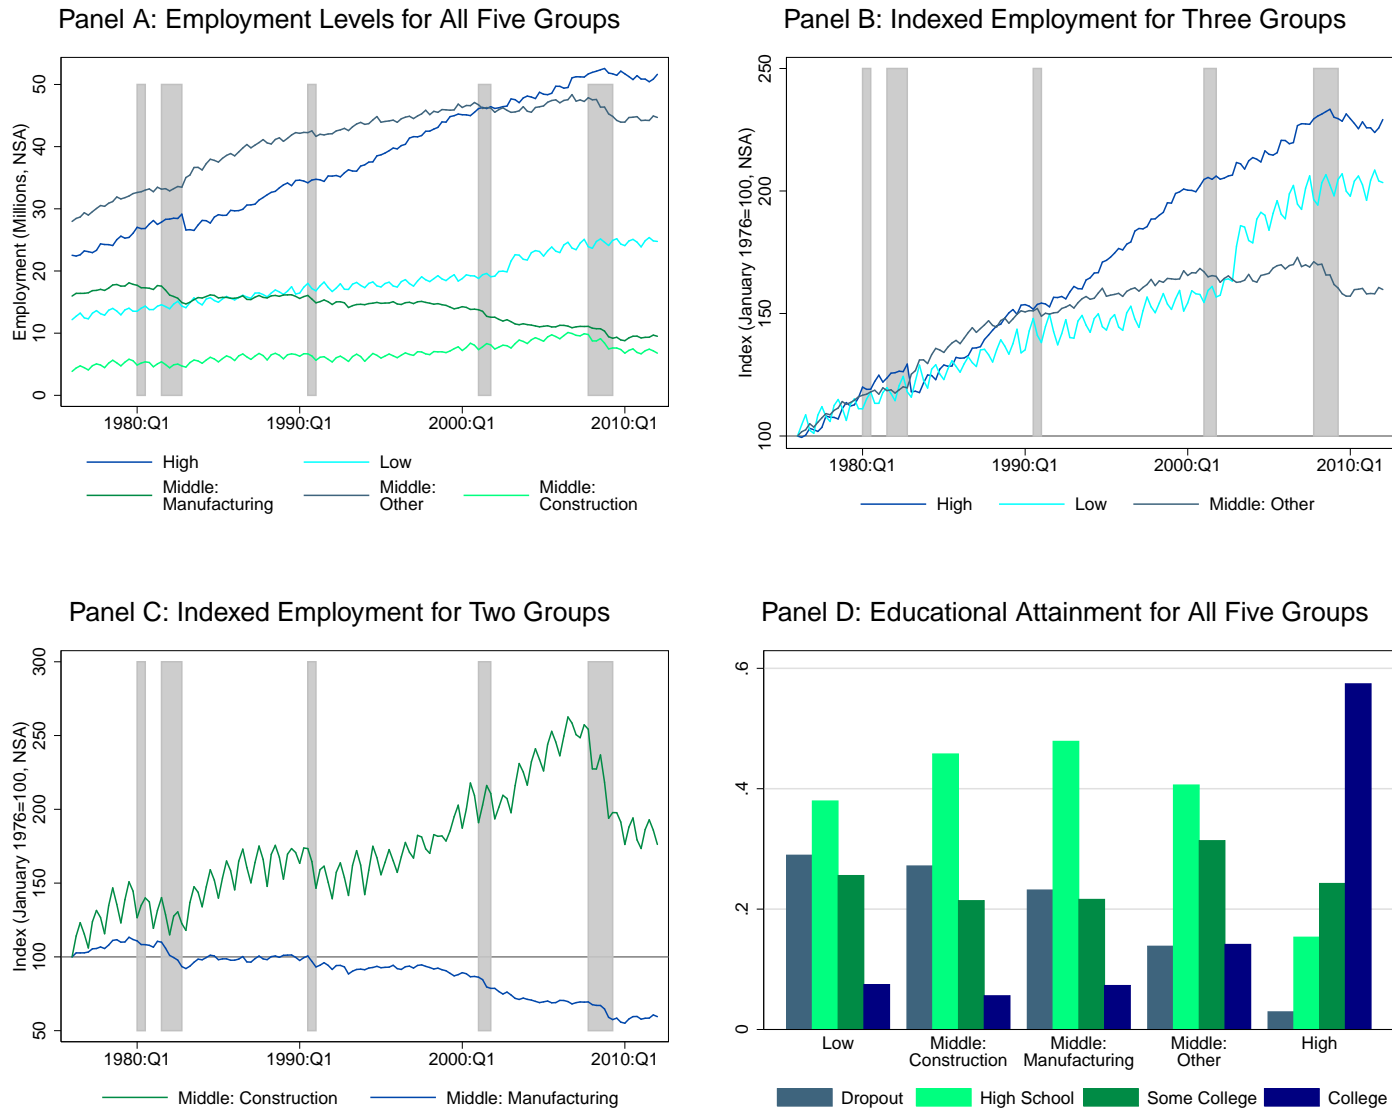 Panel A: Employment Levels for All Five Groups
Employment (Millions, NSA)
50
40
30
20
10
0
1980:Q1 1990:Q1 2000:Q1 2010:Q1
High Low
Middle: Manufacturing Middle: Other Middle: Construction
Panel B: Indexed Employment for Three Groups
Index (January 1976=100, NSA)
250
200
150
100
1980:Q1 1990:Q1 2000:Q1 2010:Q1
High Low Middle: Other
Panel C: Indexed Employment for Two Groups
Index (January 1976=100, NSA)
300
250
200
150
100
50
1980:Q1 1990:Q1 2000:Q1 2010:Q1
Middle: Construction Middle: Manufacturing
Panel D: Educational Attainment for All Five Groups
.6
.4
.2
0
Low Middle: Construction Middle: Manufacturing Middle: Other High
Dropout High School Some College College